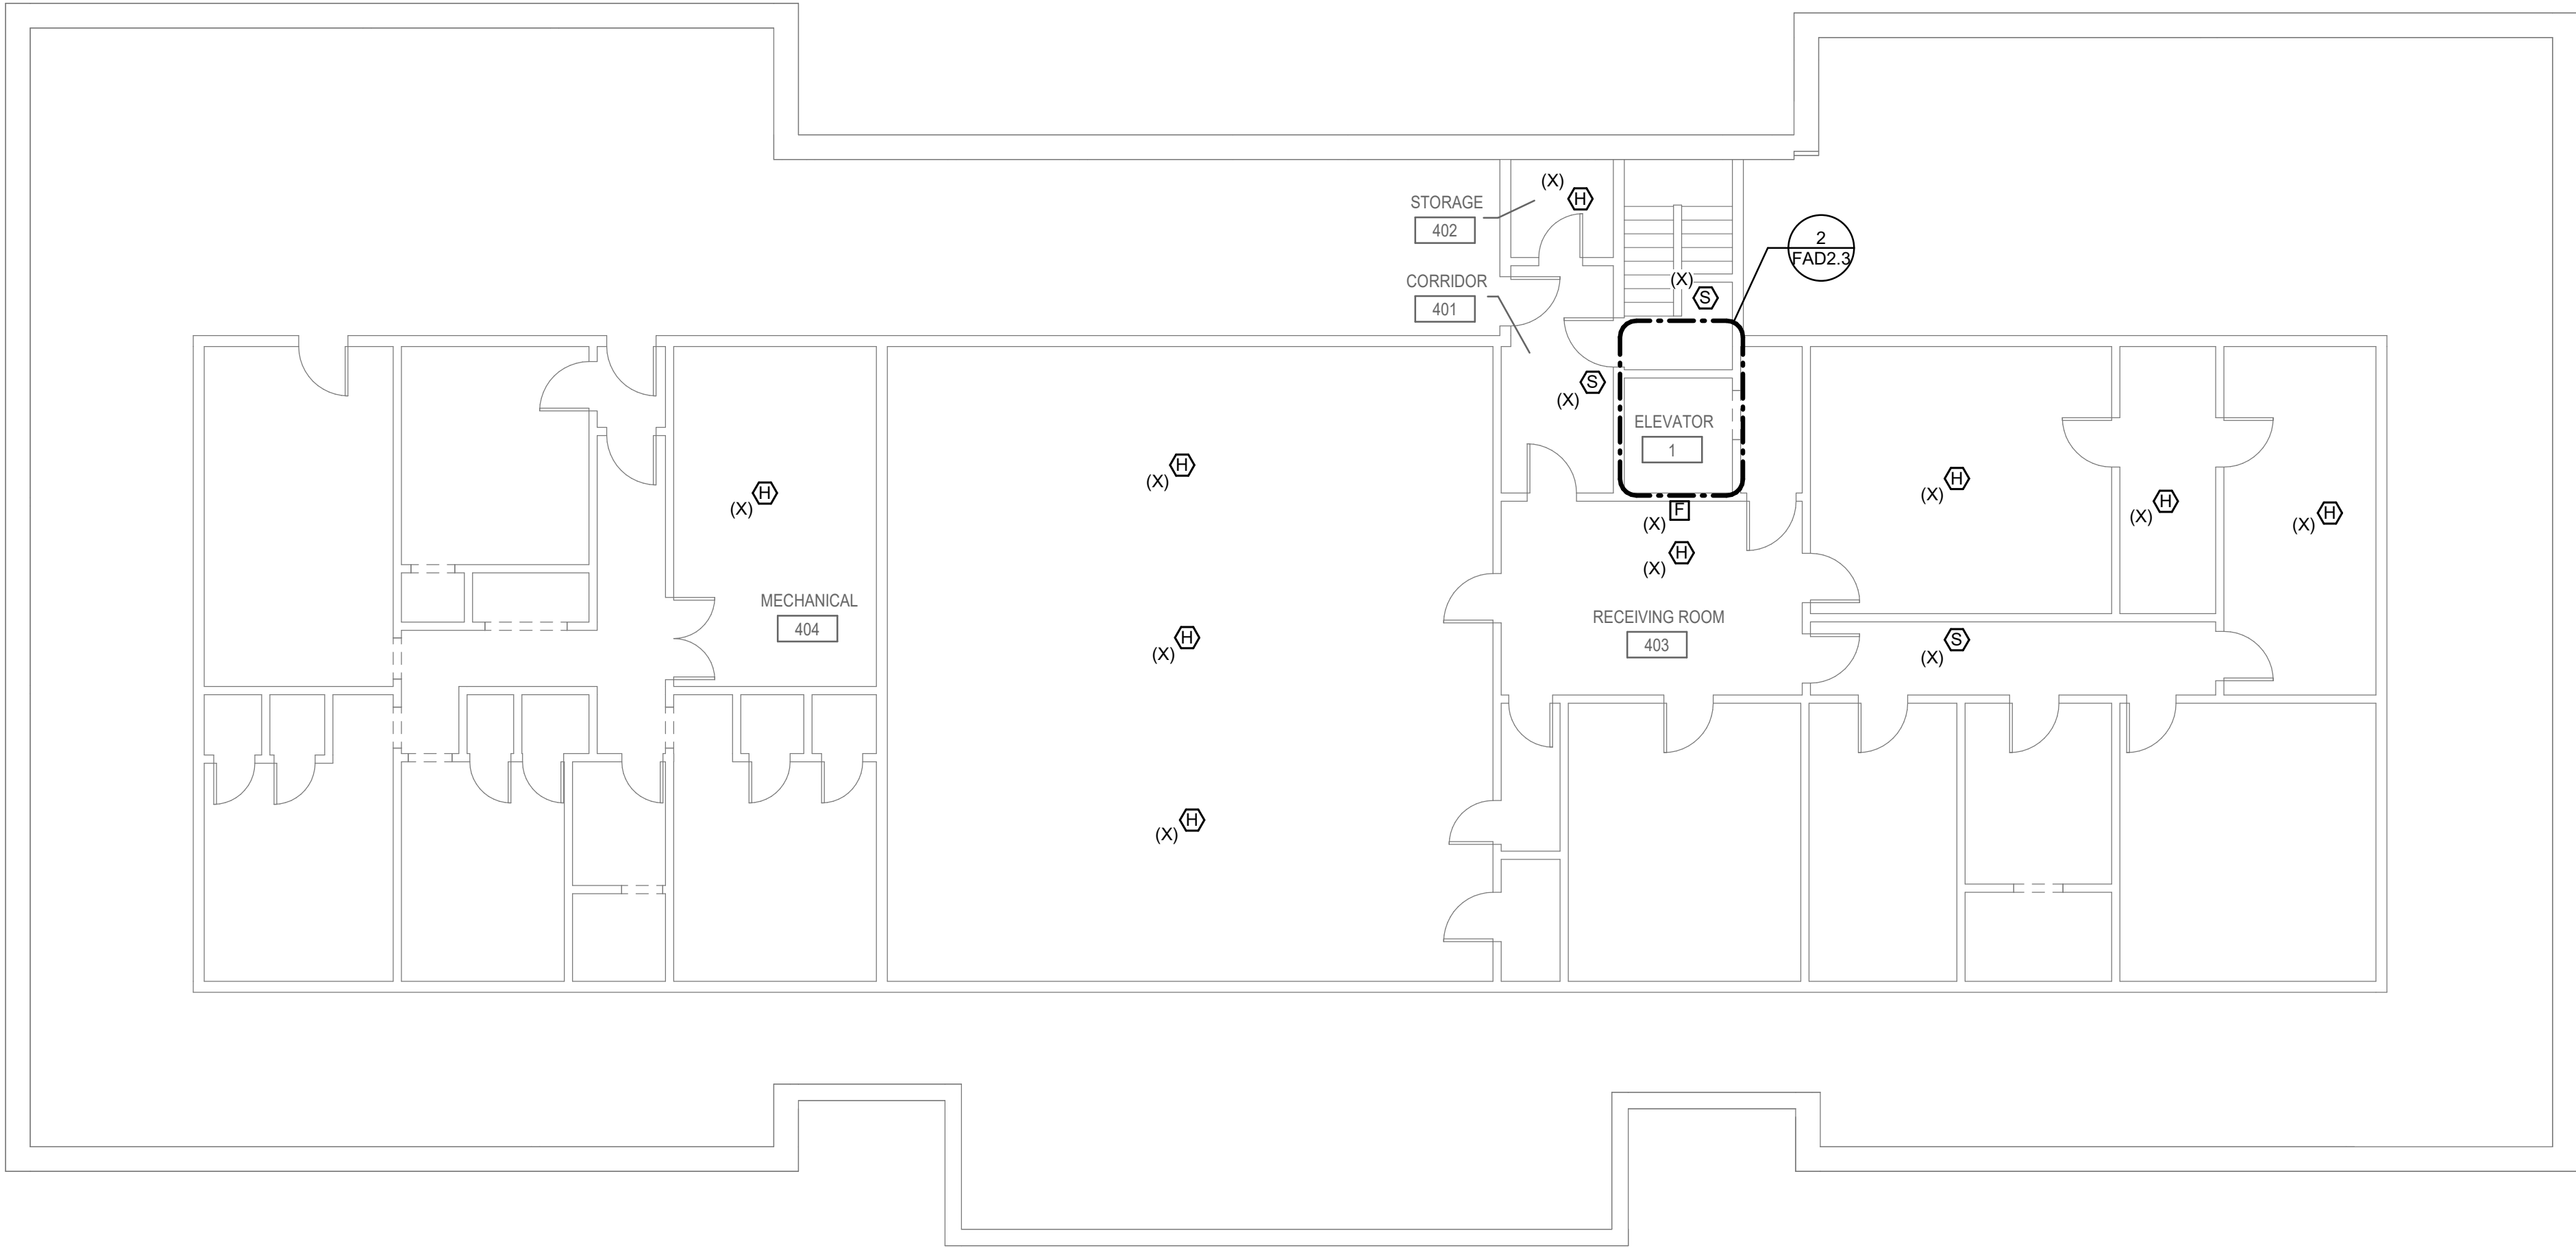 (X)
H
STORAGE
402
2
FAD2.3
CORRIDOR
401
(X)
S
S
(X)
ELEVATOR
1
H
(X)
H
(X)
H
(X)
H
(X)
H
(X)
H
(X)
F
(X)
H
(X)
MECHANICAL
404
RECEIVING ROOM
403
H
(X)
S
(X)
H
(X)